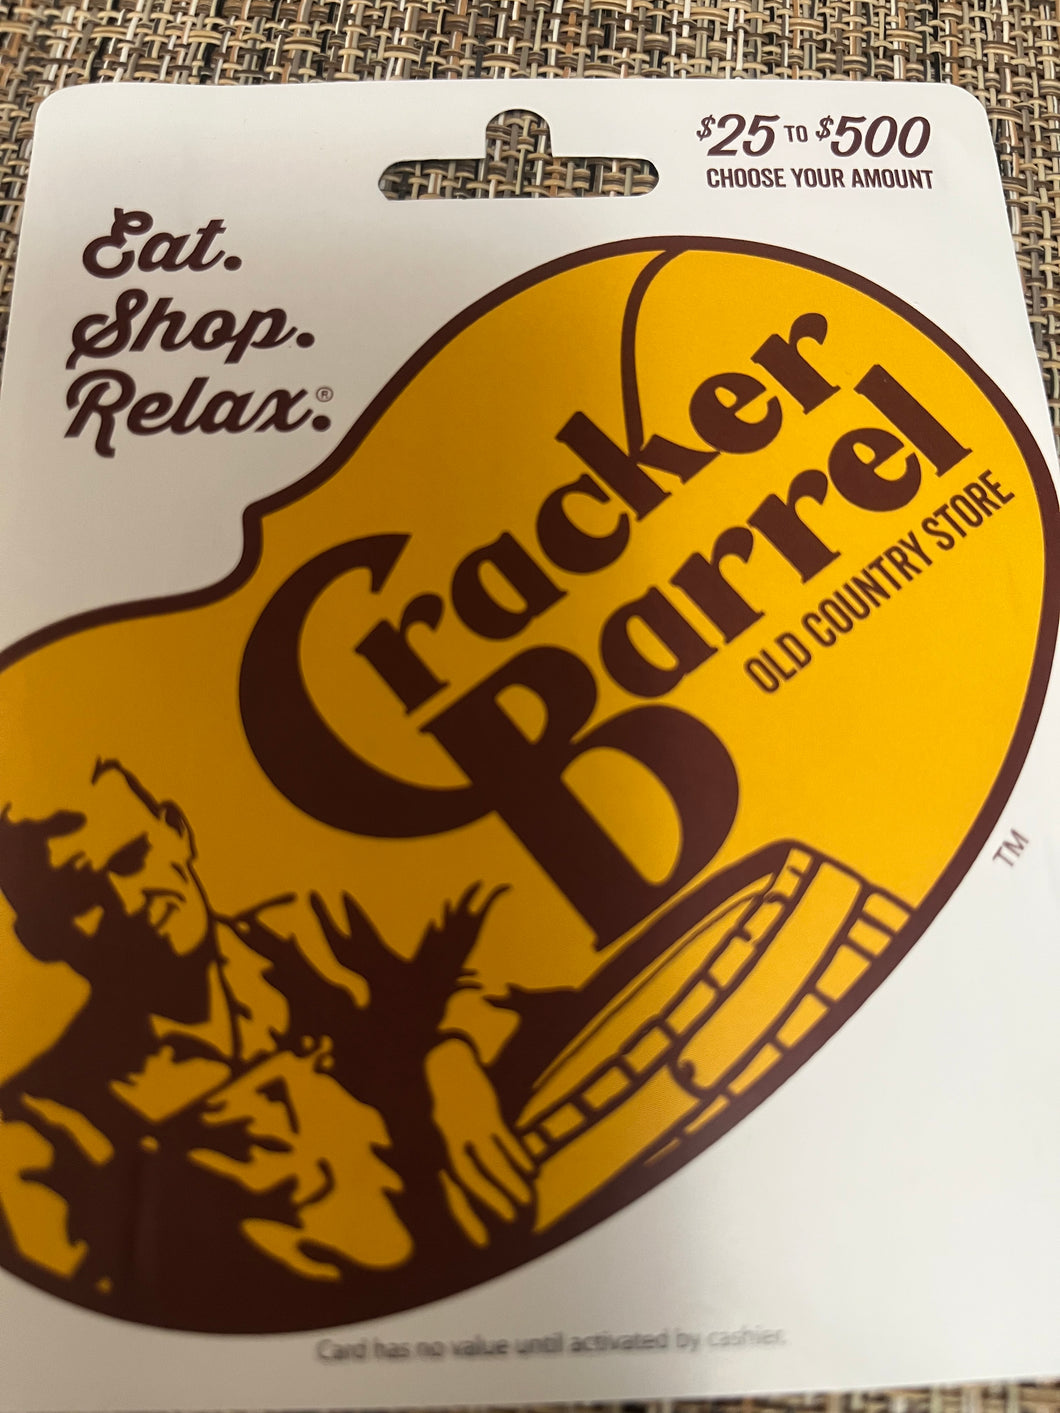 $25 TO $500
CHOOSE YOUR AMOUNT
Eat.
Shop.
Relax.®
Cracker
Barrel
OLD COUNTRY STORE
TM
Card has no value until activated by cashier.